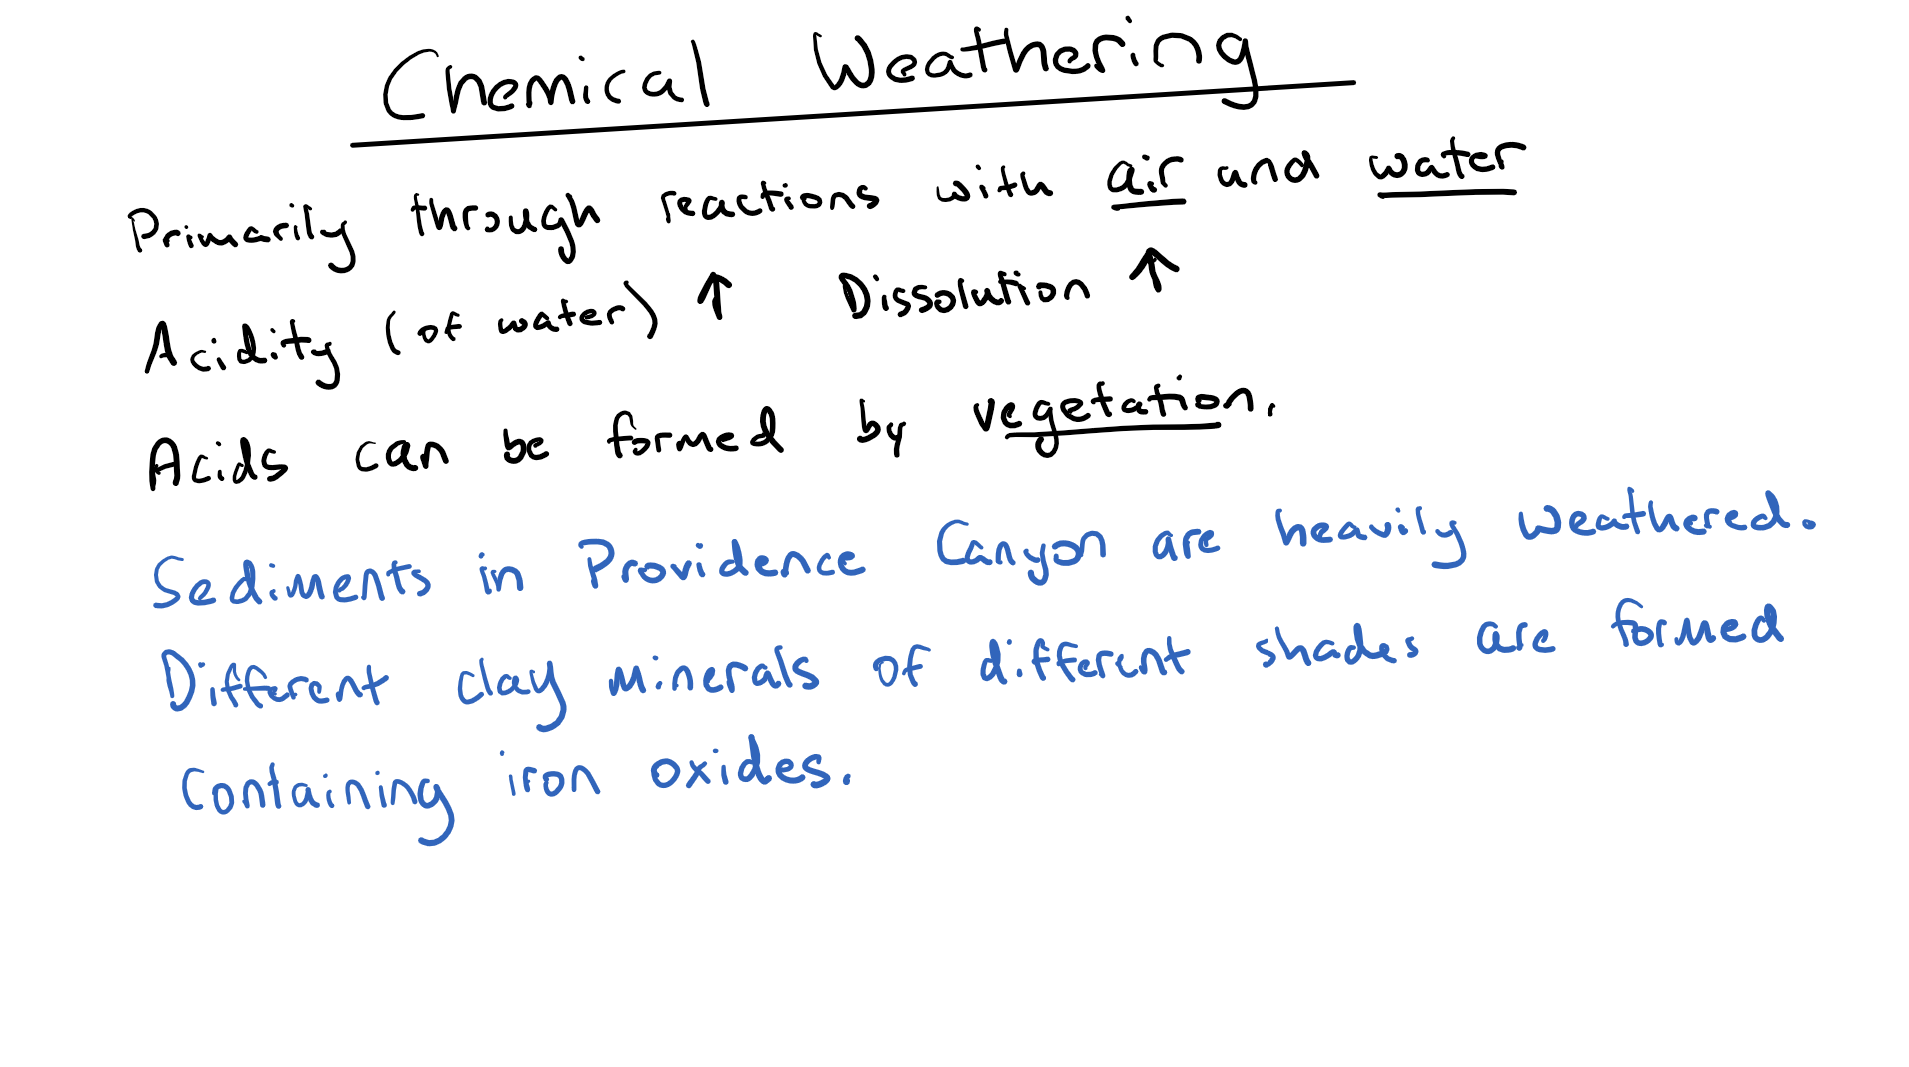 Chemical Weathering
Primarily through reactions with air and water
Acidity (of water) ↑ Dissolution ↑
Acids can be formed by vegetation.
Sediments in Providence Canyon are heavily weathered.
Different clay minerals of different shades are formed
containing iron oxides.